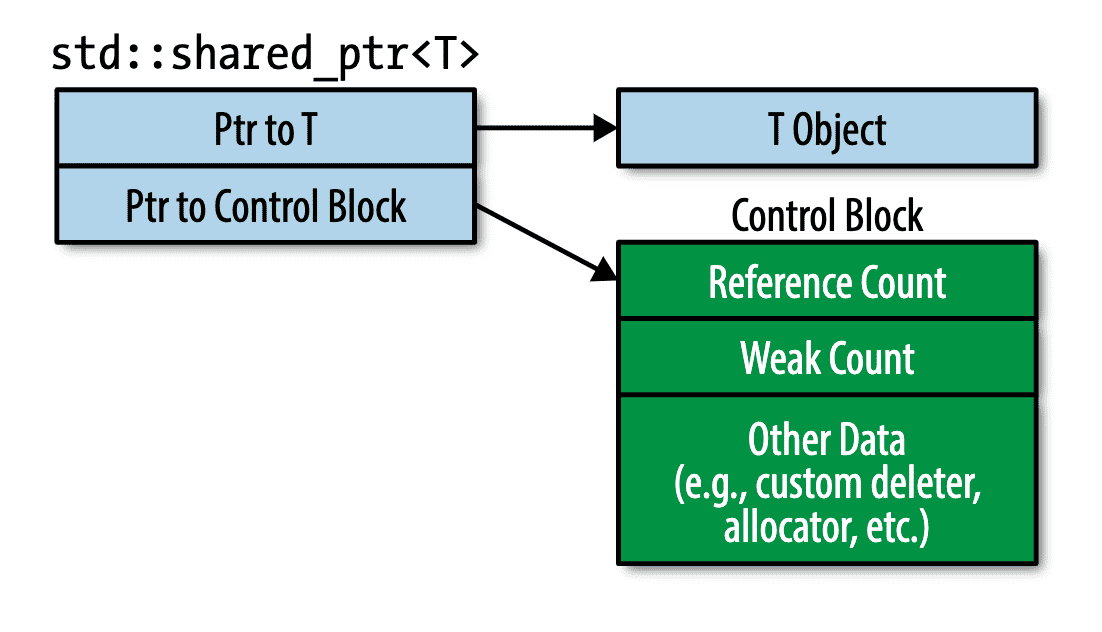 std::shared_ptr<T>
Ptr to T
T Object
Ptr to Control Block
Control Block
Reference Count
Weak Count
Other Data
(e.g., custom deleter,
allocator, etc.)